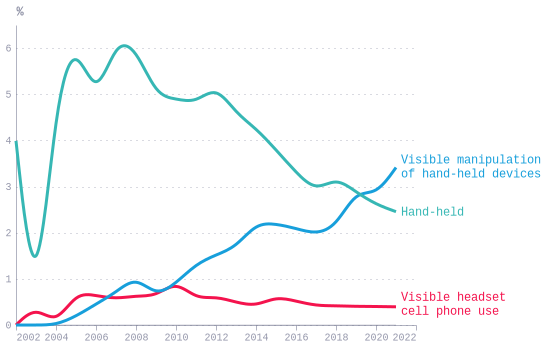 %
6
5
4
3
2
1
0
Visible manipulation
of hand-held devices
Hand-held
Visible headset
cell phone use
2002 2004 2006 2008 2010 2012 2014 2016 2018 2020 2022